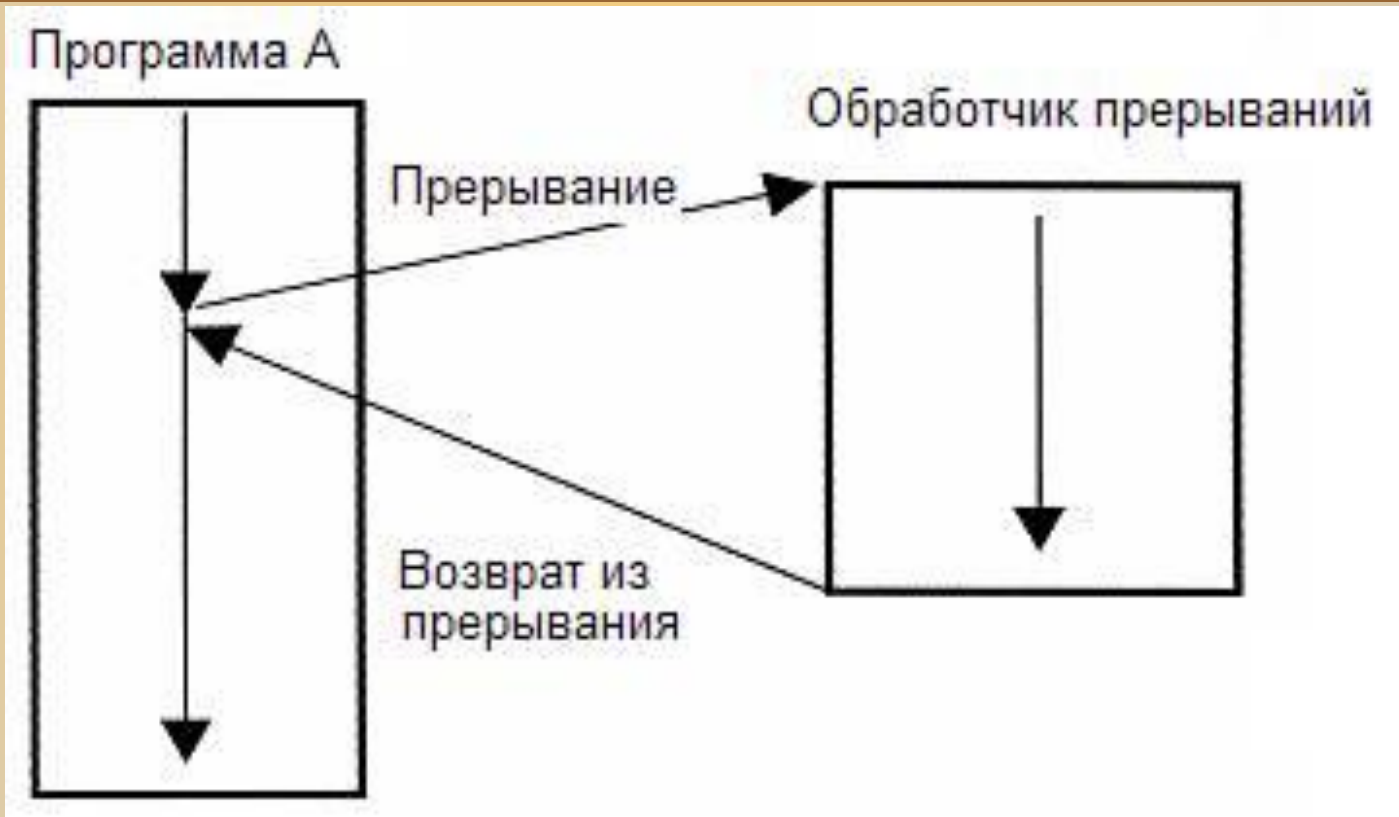 Программа А
Обработчик прерываний
Прерывание
Возврат из
прерывания